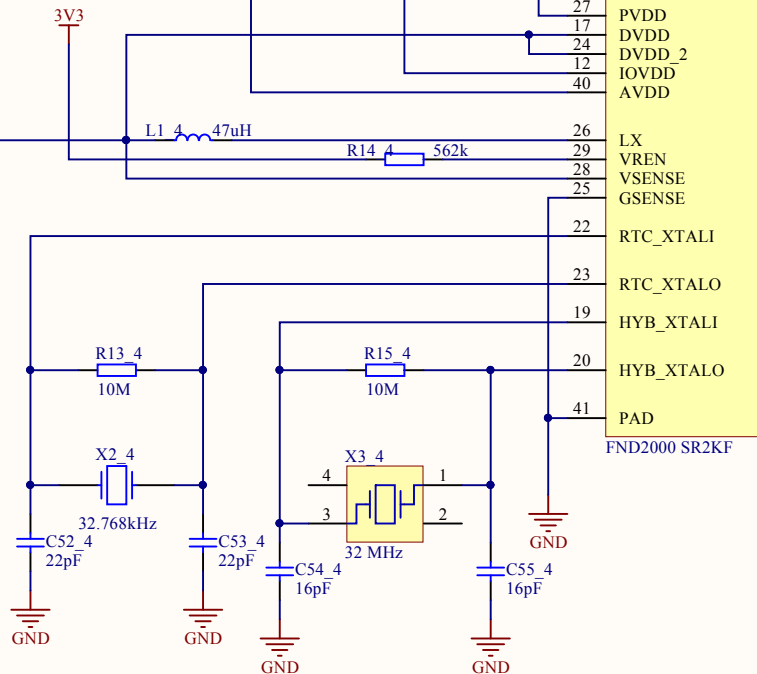 27 PVDD
3V3
17 DVDD
24 DVDD_2
12 IOVDD
40 AVDD
L1_4 47uH
26 LX
R14_4 562k
29 VREN
28 VSENSE
25 GSENSE
22 RTC_XTALI
23 RTC_XTALO
19 HYB_XTALI
R13_4
10M
R15_4
10M
20 HYB_XTALO
41 PAD
FND2000 SR2KF
X2_4
32.768kHz
X3_4
4
1
3
2
32 MHz
C52_4
22pF
C53_4
22pF
GND
C54_4
16pF
C55_4
16pF
GND
GND
GND
GND